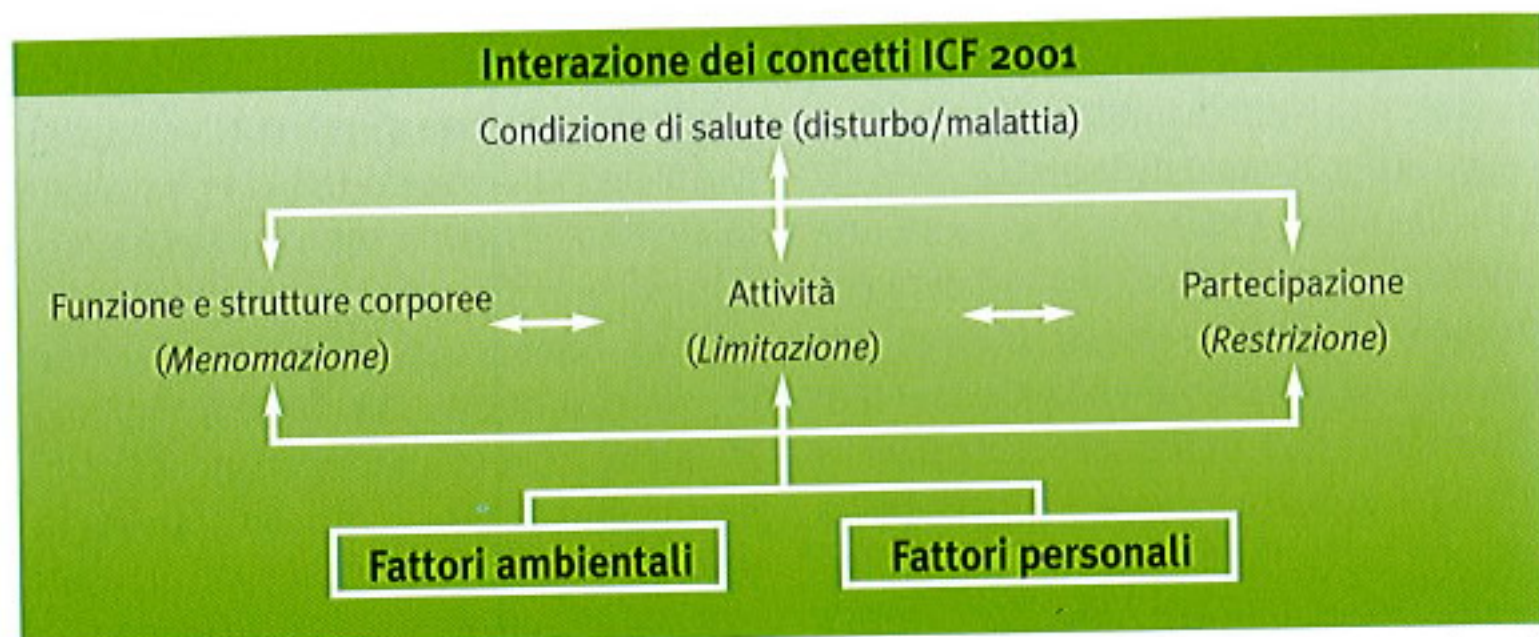 Interazione dei concetti ICF 2001
Condizione di salute (disturbo/malattia)
Funzione e strutture corporee
(Menomazione)
Attività
(Limitazione)
Partecipazione
(Restrizione)
Fattori ambientali
Fattori personali